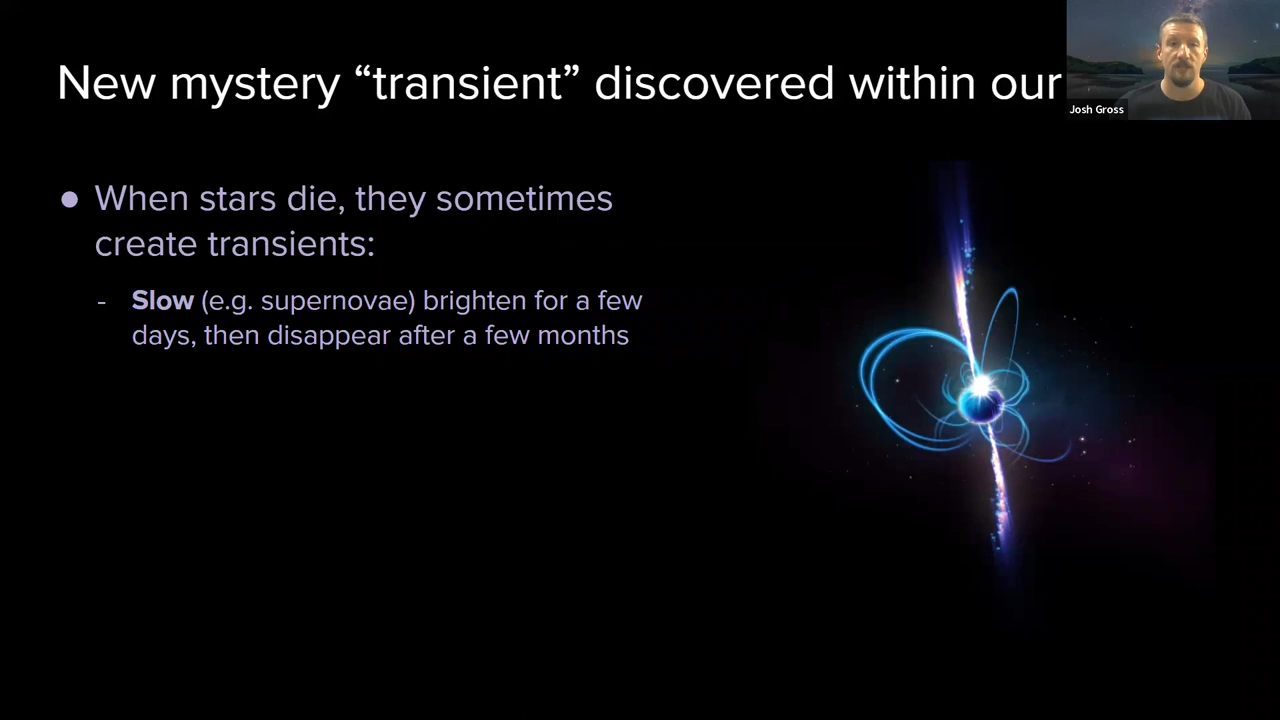 New mystery “transient” discovered within our
Josh Gross
● When stars die, they sometimes
create transients:
- Slow (e.g. supernovae) brighten for a few
days, then disappear after a few months